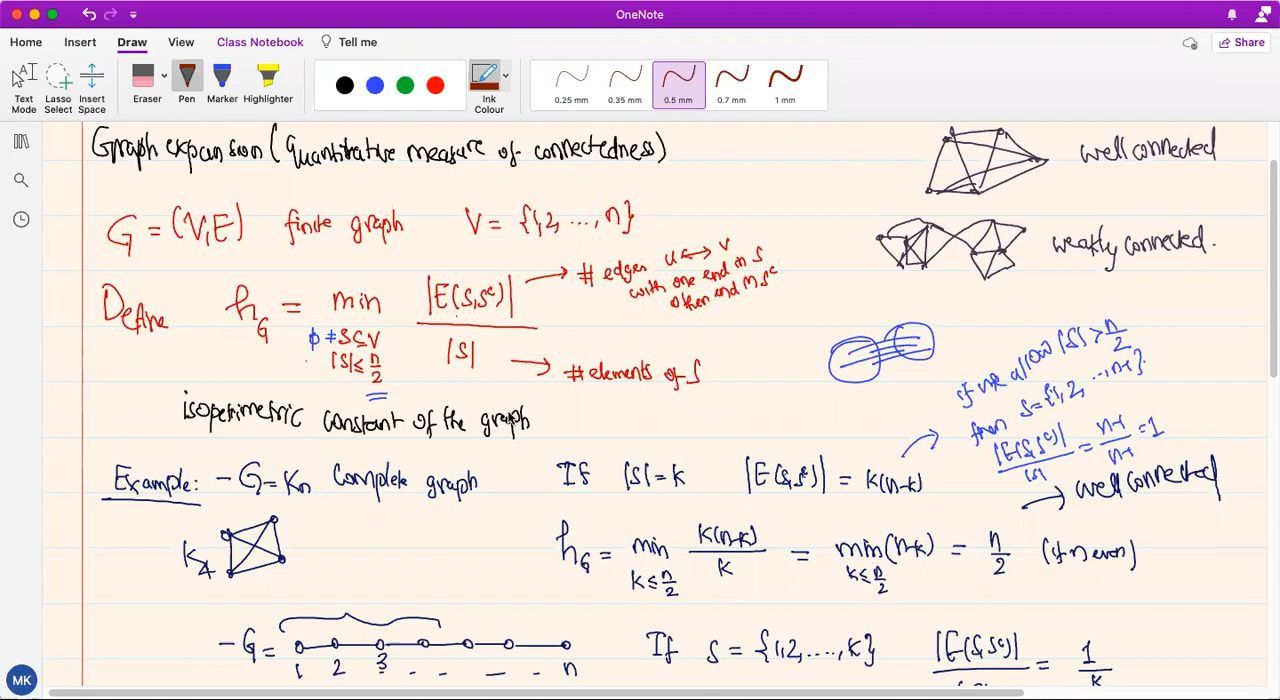 OneNote
Home Insert Draw View Class Notebook Tell me
Share
Text Mode
Lasso Select
Insert Space
Eraser
Pen
Marker
Highlighter
Ink Colour
0.25 mm
0.35 mm
0.5 mm
0.7 mm
1 mm
Graph expansion (Quantitative measure of connectedness)
well connected
G = (V,E) finite graph V = {1,2, ..., n}
weakly connected.
Define h_G = min_{φ ≠ S ⊆ V, |S| ≤ n/2} |E(S,S^c)| / |S|
→ # edges u ↔ v
with one end in S
other end in S^c
→ # elements of S
isoperimetric constant of the graph
if we allow |S| > n/2
then S = {1,2, ..., n-1}
|E(S,S^c)| / |S| = n-1 / n-1 = 1
Example: - G = K_n Complete graph If |S| = k |E(S,S^c)| = k(n-k)
→ well connected
K_4
h_G = min_{k ≤ n/2} k(n-k) / k = min_{k ≤ n/2} (n-k) = n/2 (if n even)
- G =
1 2 3 . . - - . n
If S = {1,2, ...., k} |E(S,S^c)| / |S| = 1 / k
MK